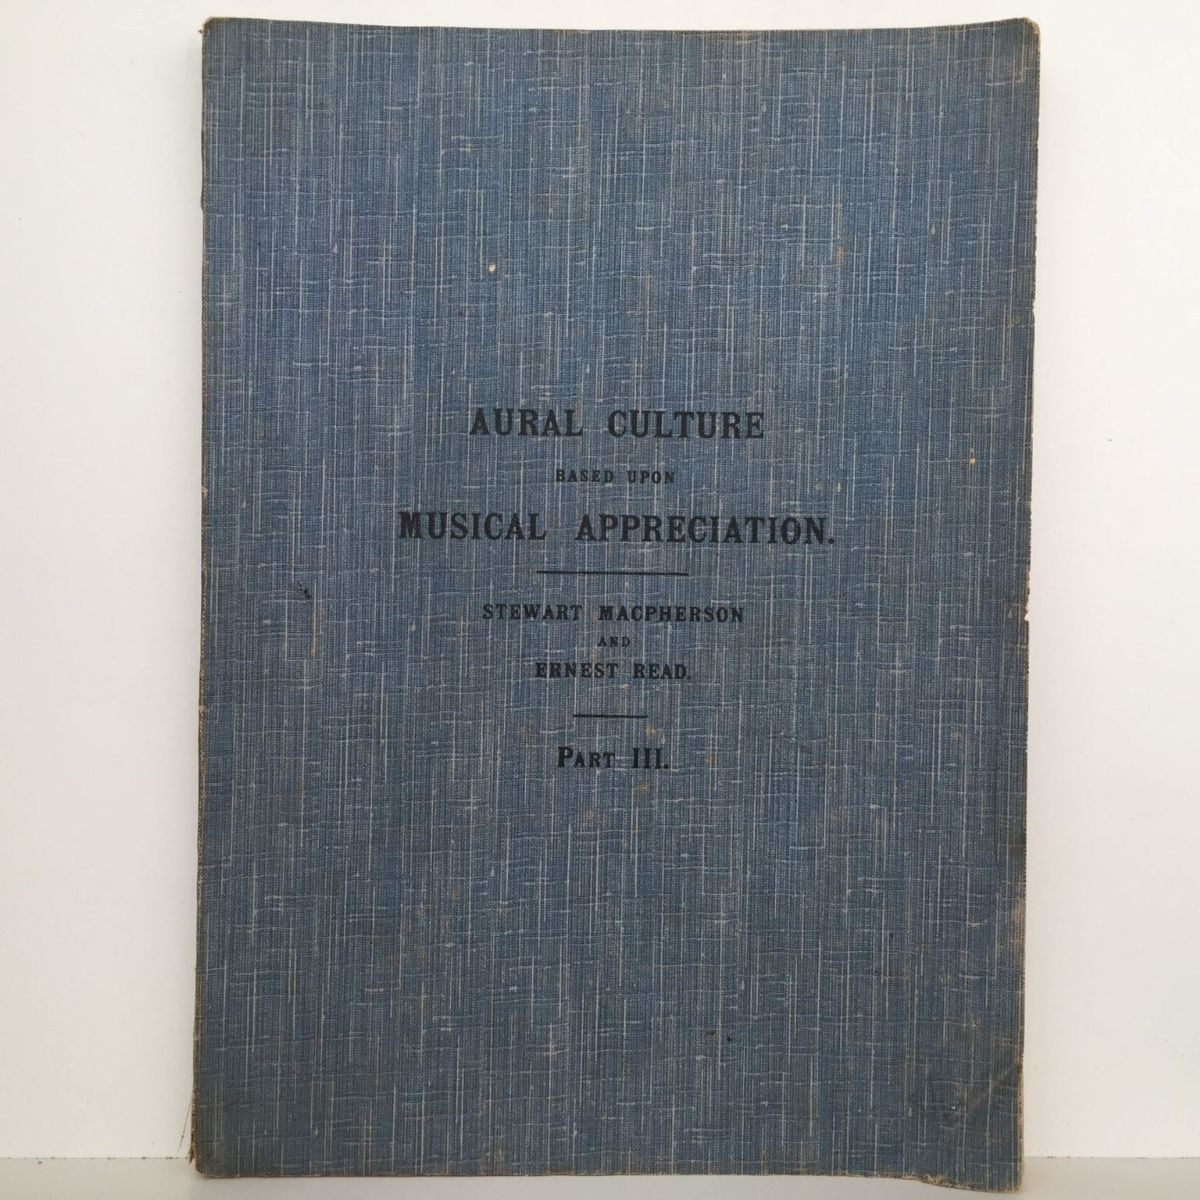 AURAL CULTURE
BASED UPON
MUSICAL APPRECIATION.
STEWART MACPHERSON
AND
ERNEST READ.
PART III.